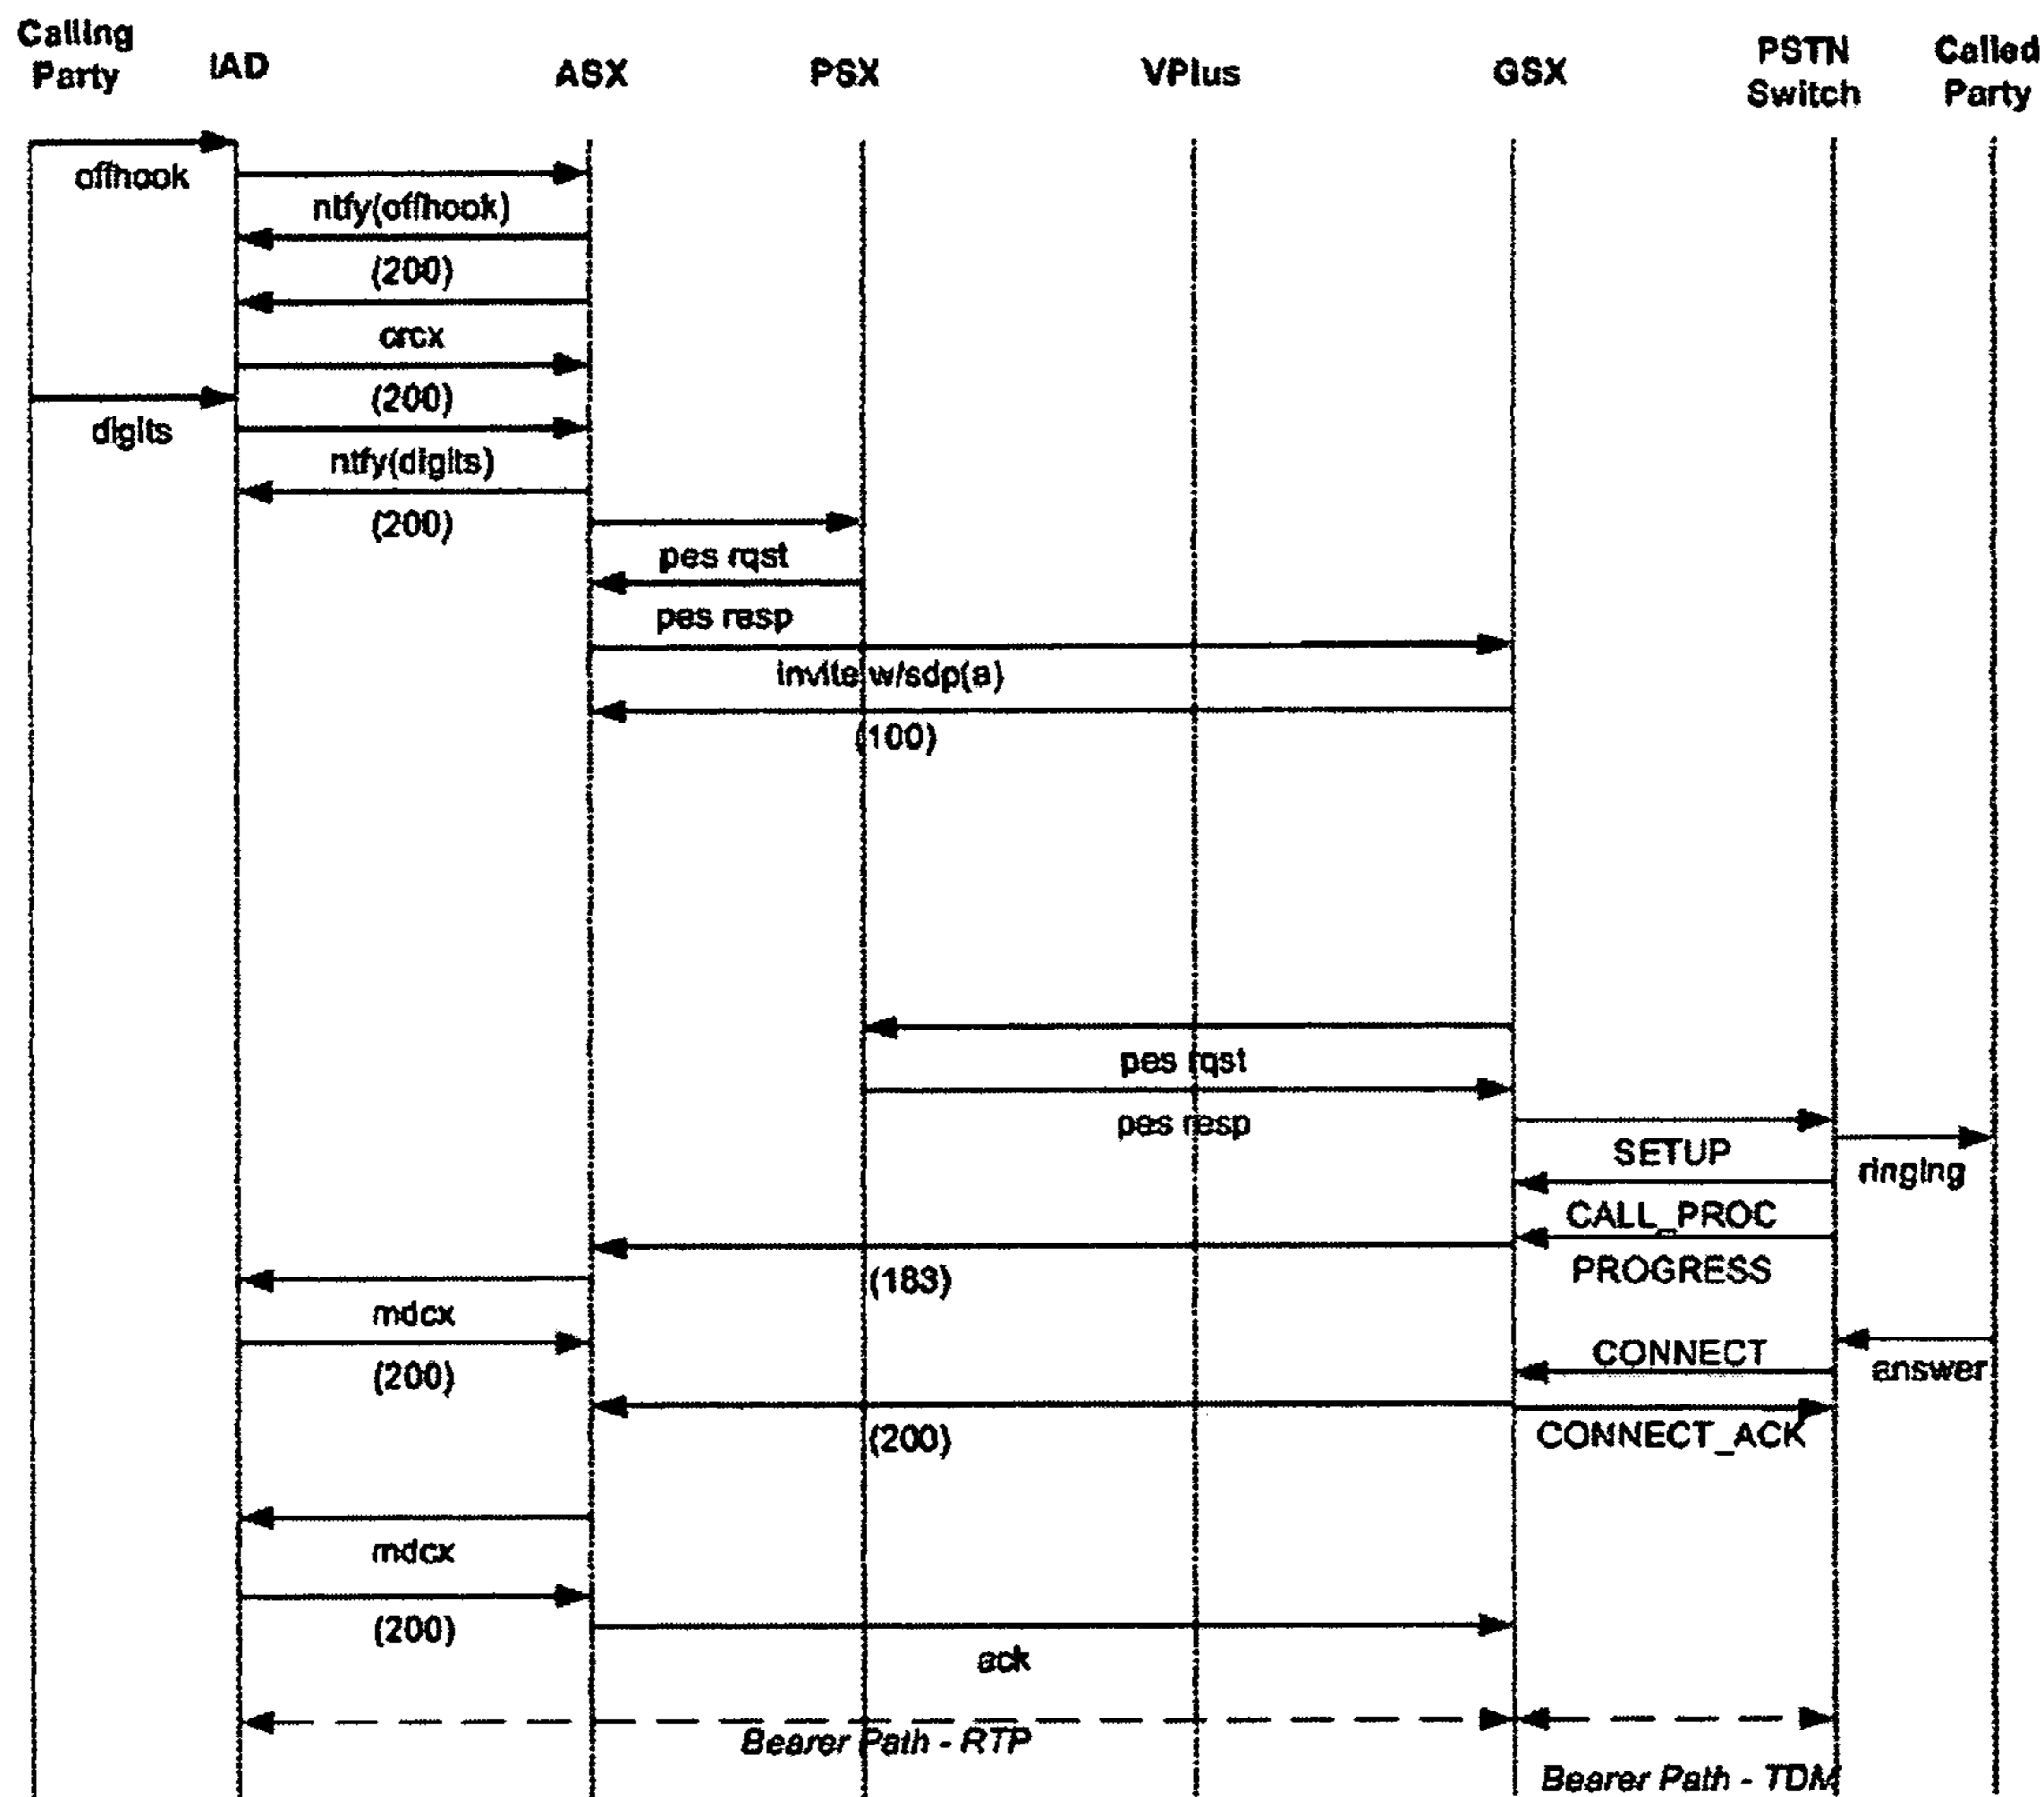 Calling
Party
IAD
ASX
PSX
VPlus
GSX
PSTN
Switch
Called
Party
offhook
ntfy(offhook)
(200)
crcx
(200)
digits
ntfy(digits)
(200)
pes rqst
pes resp
invite w/sdp(a)
(100)
pes rqst
pes resp
SETUP
ringing
CALL_PROC
(183)
PROGRESS
mdcx
CONNECT
(200)
answer
(200)
CONNECT_ACK
mdcx
(200)
ack
Bearer Path - RTP
Bearer Path - TDM